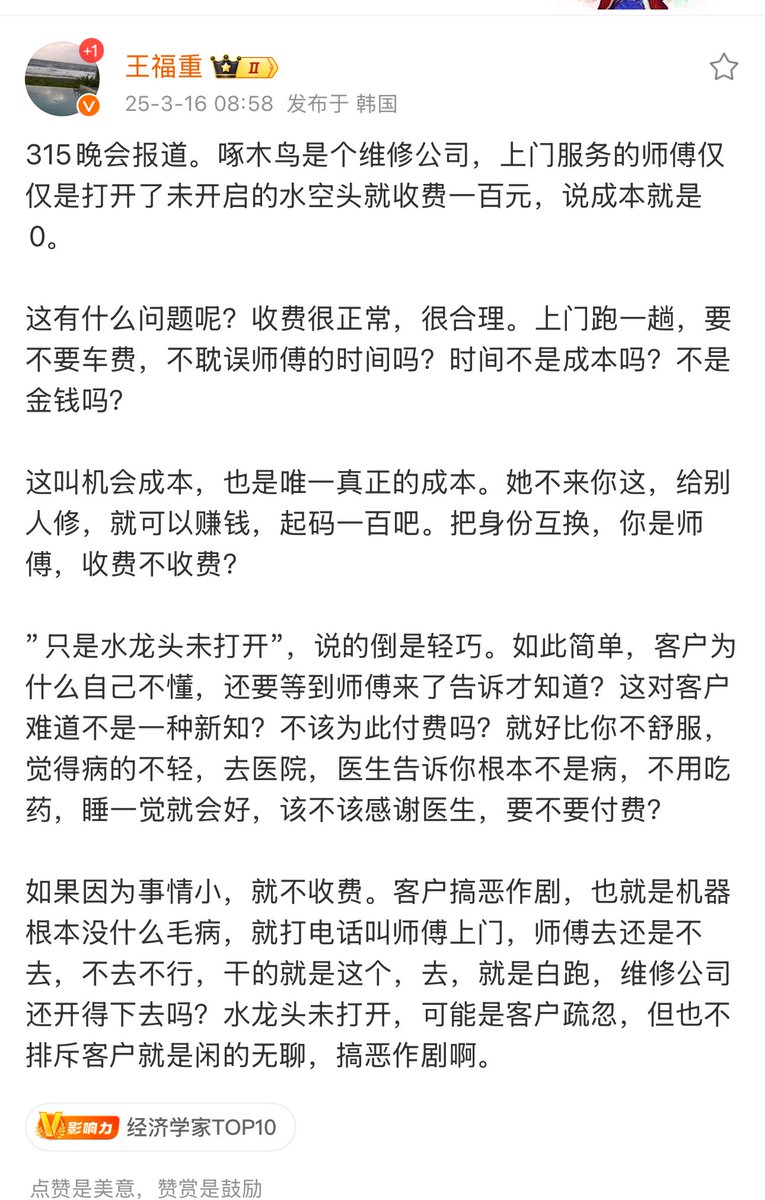 +1
王福重 II
V
25-3-16 08:58 发布于 韩国
315晚会报道。啄木鸟是个维修公司，上门服务的师傅仅
仅是打开了未开启的水空头就收费一百元，说成本就是
0。
这有什么问题呢？收费很正常，很合理。上门跑一趟，要
不要车费，不耽误师傅的时间吗？时间不是成本吗？不是
金钱吗？
这叫机会成本，也是唯一真正的成本。她不来你这，给别
人修，就可以赚钱，起码一百吧。把身份互换，你是师
傅，收费不收费？
”只是水龙头未打开”，说的倒是轻巧。如此简单，客户为
什么自己不懂，还要等到师傅来了告诉才知道？这对客户
难道不是一种新知？不该为此付费吗？就好比你不舒服，
觉得病的不轻，去医院，医生告诉你根本不是病，不用吃
药，睡一觉就会好，该不该感谢医生，要不要付费？
如果因为事情小，就不收费。客户搞恶作剧，也就是机器
根本没什么毛病，就打电话叫师傅上门，师傅去还是不
去，不去不行，干的就是这个，去，就是白跑，维修公司
还开得下去吗？水龙头未打开，可能是客户疏忽，但也不
排斥客户就是闲的无聊，搞恶作剧啊。
V影响力 经济学家TOP10
点赞是美意，赞赏是鼓励